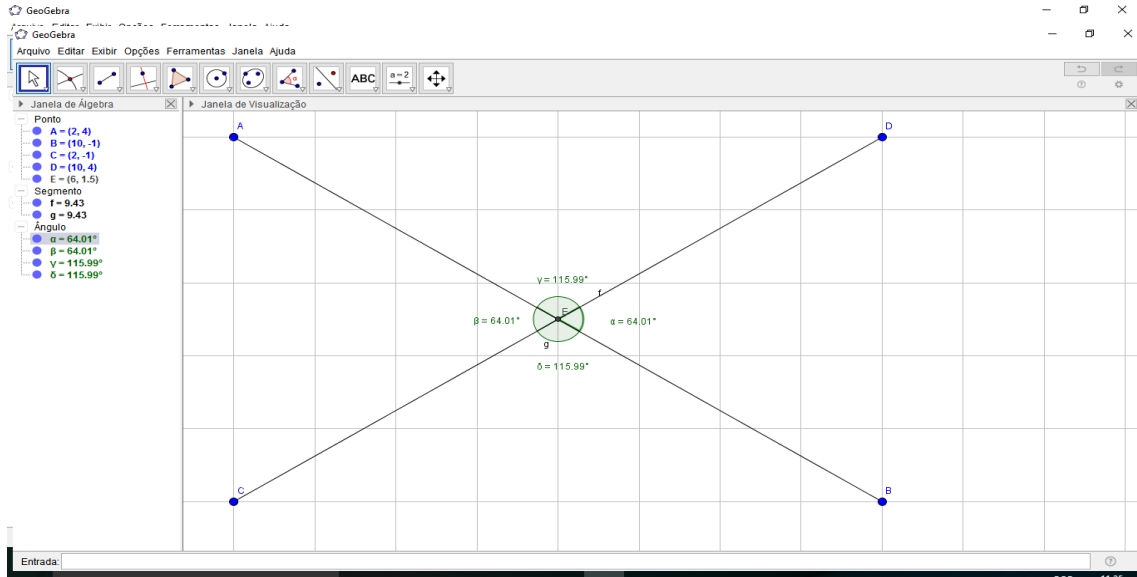 GeoGebra
GeoGebra
Arquivo Editar Exibir Opções Ferramentas Janela Ajuda
ABC a=2
Janela de Álgebra
Janela de Visualização
Ponto
A = (2, 4)
B = (10, -1)
C = (2, -1)
D = (10, 4)
E = (6, 1.5)
Segmento
f = 9.43
g = 9.43
Ângulo
α = 64.01°
β = 64.01°
γ = 115.99°
δ = 115.99°
A
D
γ = 115.99°
f
E
β = 64.01°
α = 64.01°
g
δ = 115.99°
C
B
Entrada: